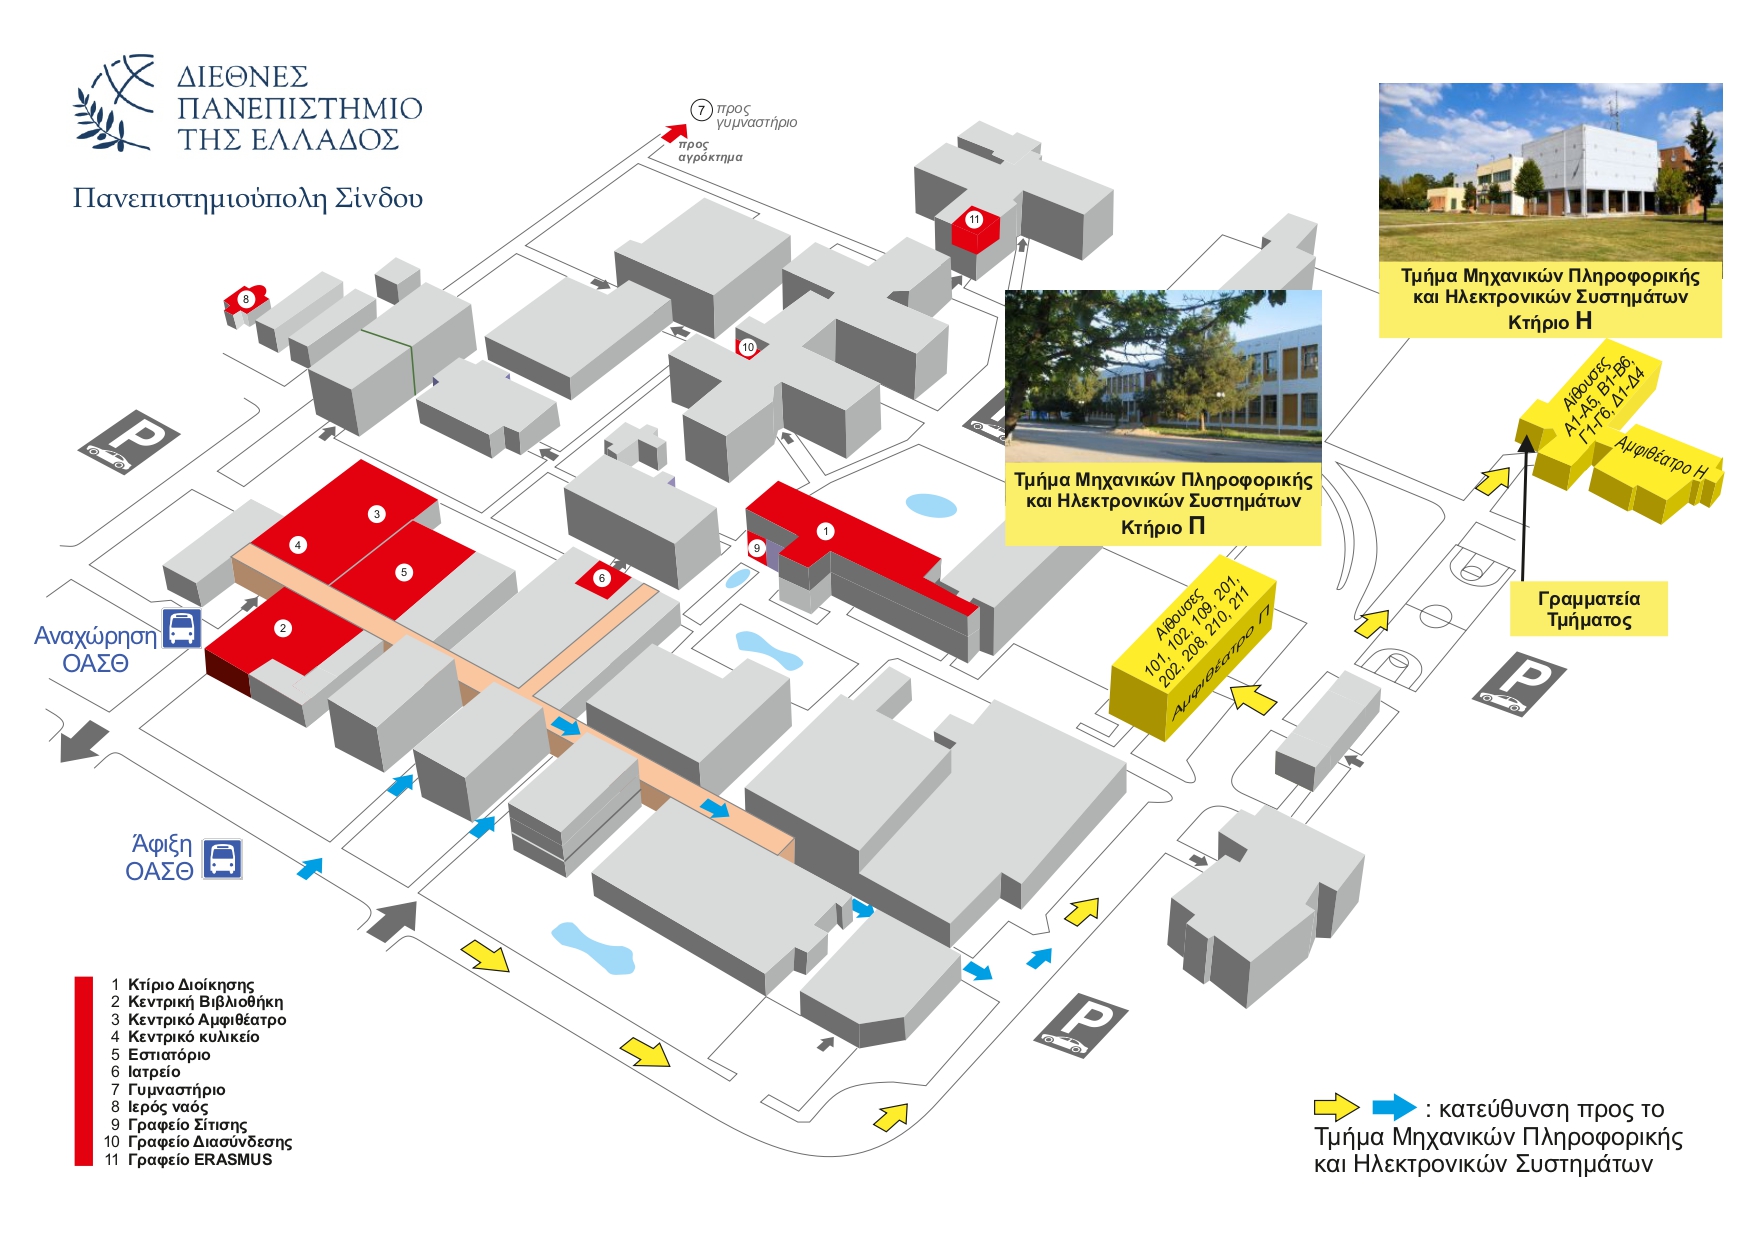 ΔΙΕΘΝΕΣ
ΠΑΝΕΠΙΣΤΗΜΙΟ
ΤΗΣ ΕΛΛΑΔΟΣ
Πανεπιστημιούπολη Σίνδου
7 προς
γυμναστήριο
προς
αγρόκτημα
11
8
10
Τμήμα Μηχανικών Πληροφορικής
και Ηλεκτρονικών Συστημάτων
Κτήριο Η
Τμήμα Μηχανικών Πληροφορικής
και Ηλεκτρονικών Συστημάτων
Κτήριο Π
Αίθουσες
Α1-Α5, Β1-Β6,
Γ1-Γ6, Δ1-Δ4
Αμφιθέατρο Η
P
3
4
5
1
9
6
2
Αίθουσες
101, 102, 109, 201,
202, 208, 210, 211
Αμφιθέατρο Π
Γραμματεία
Τμήματος
P
Αναχώρηση
ΟΑΣΘ
Άφιξη
ΟΑΣΘ
P
1 Κτίριο Διοίκησης
2 Κεντρική Βιβλιοθήκη
3 Κεντρικό Αμφιθέατρο
4 Κεντρικό κυλικείο
5 Εστιατόριο
6 Ιατρείο
7 Γυμναστήριο
8 Ιερός ναός
9 Γραφείο Σίτισης
10 Γραφείο Διασύνδεσης
11 Γραφείο ERASMUS
: κατεύθυνση προς το
Τμήμα Μηχανικών Πληροφορικής
και Ηλεκτρονικών Συστημάτων